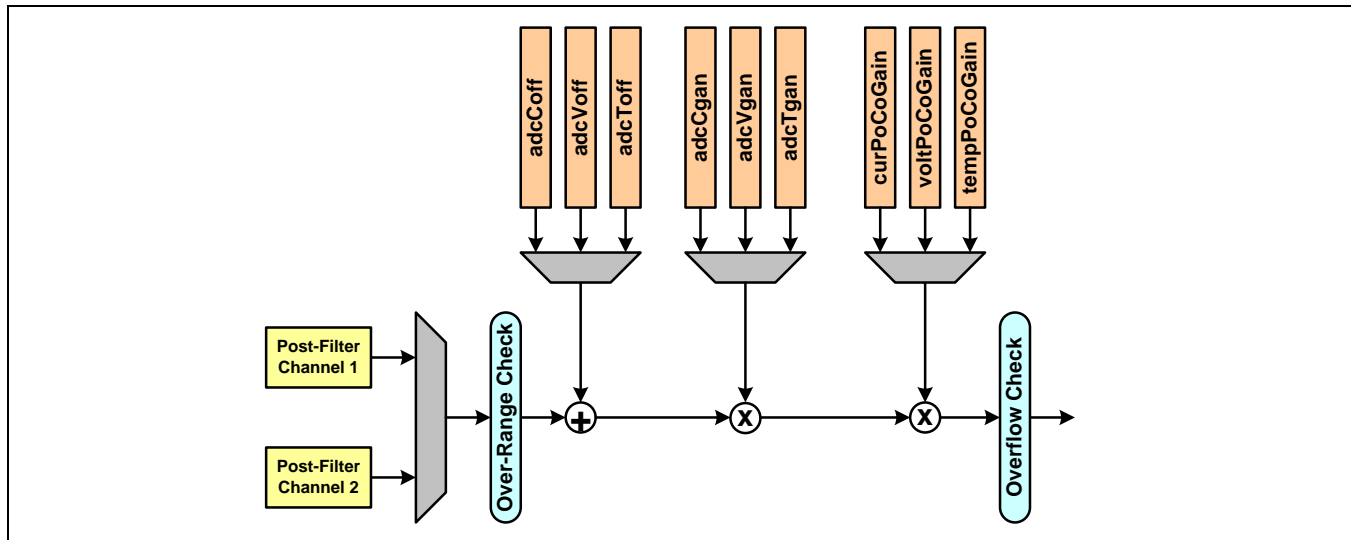 adcCoff
adcVoff
adcToff
adcCgan
adcVgan
adcTgan
curPoCoGain
voltPoCoGain
tempPoCoGain
Post-Filter
Channel 1
Post-Filter
Channel 2
Over-Range Check
+
X
X
Overflow Check